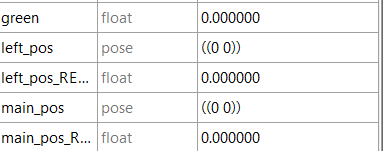 green float 0.000000
left_pos pose ((0 0))
left_pos_RE... float 0.000000
main_pos pose ((0 0))
main_pos_R... float 0.000000